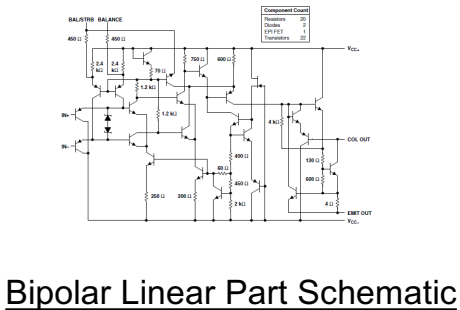 Component Count
Resistors 20
Diodes 2
EPI FET 1
Transistors 22
BAL/STRB BALANCE
450 Ω 450 Ω
VCC+
2.4 kΩ
2.4 kΩ
70 Ω
750 Ω
600 Ω
1.2 kΩ
1.2 kΩ
IN+
4 kΩ
COL OUT
IN−
400 Ω
130 Ω
60 Ω
600 Ω
450 Ω
250 Ω
200 Ω
2 kΩ
4 Ω
EMIT OUT
VCC−
Bipolar Linear Part Schematic